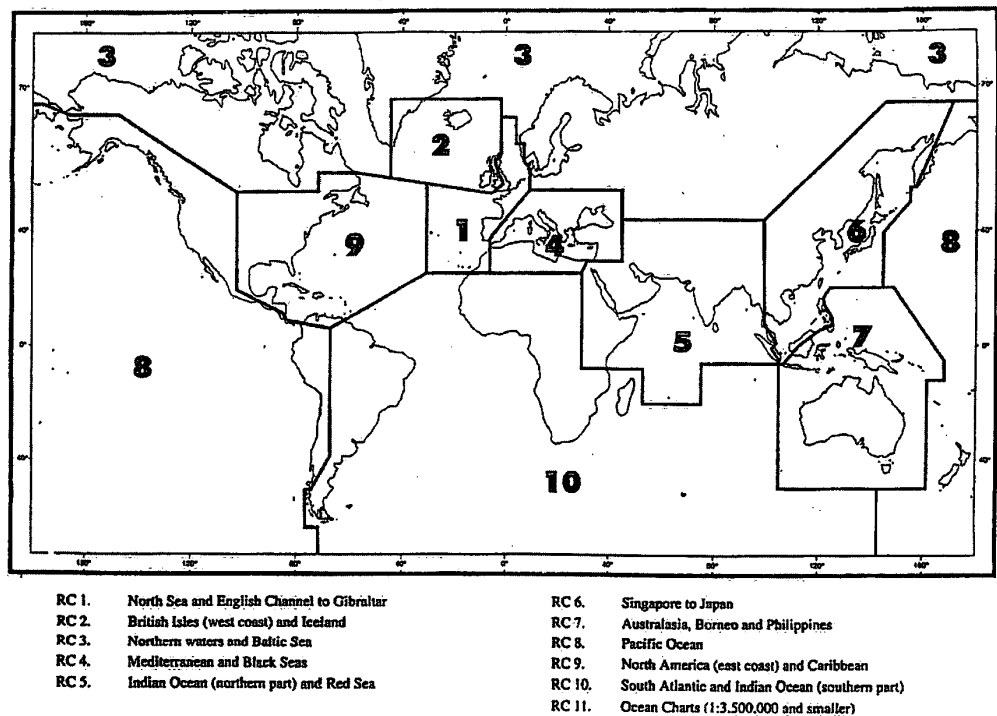 3
3
3
2
1
4
9
6
8
7
5
8
10
RC 1. North Sea and English Channel to Gibraltar
RC 2. British Isles (west coast) and Iceland
RC 3. Northern waters and Baltic Sea
RC 4. Mediterranean and Black Seas
RC 5. Indian Ocean (northern part) and Red Sea
RC 6. Singapore to Japan
RC 7. Australasia, Borneo and Philippines
RC 8. Pacific Ocean
RC 9. North America (east coast) and Caribbean
RC 10. South Atlantic and Indian Ocean (southern part)
RC 11. Ocean Charts (1:3,500,000 and smaller)